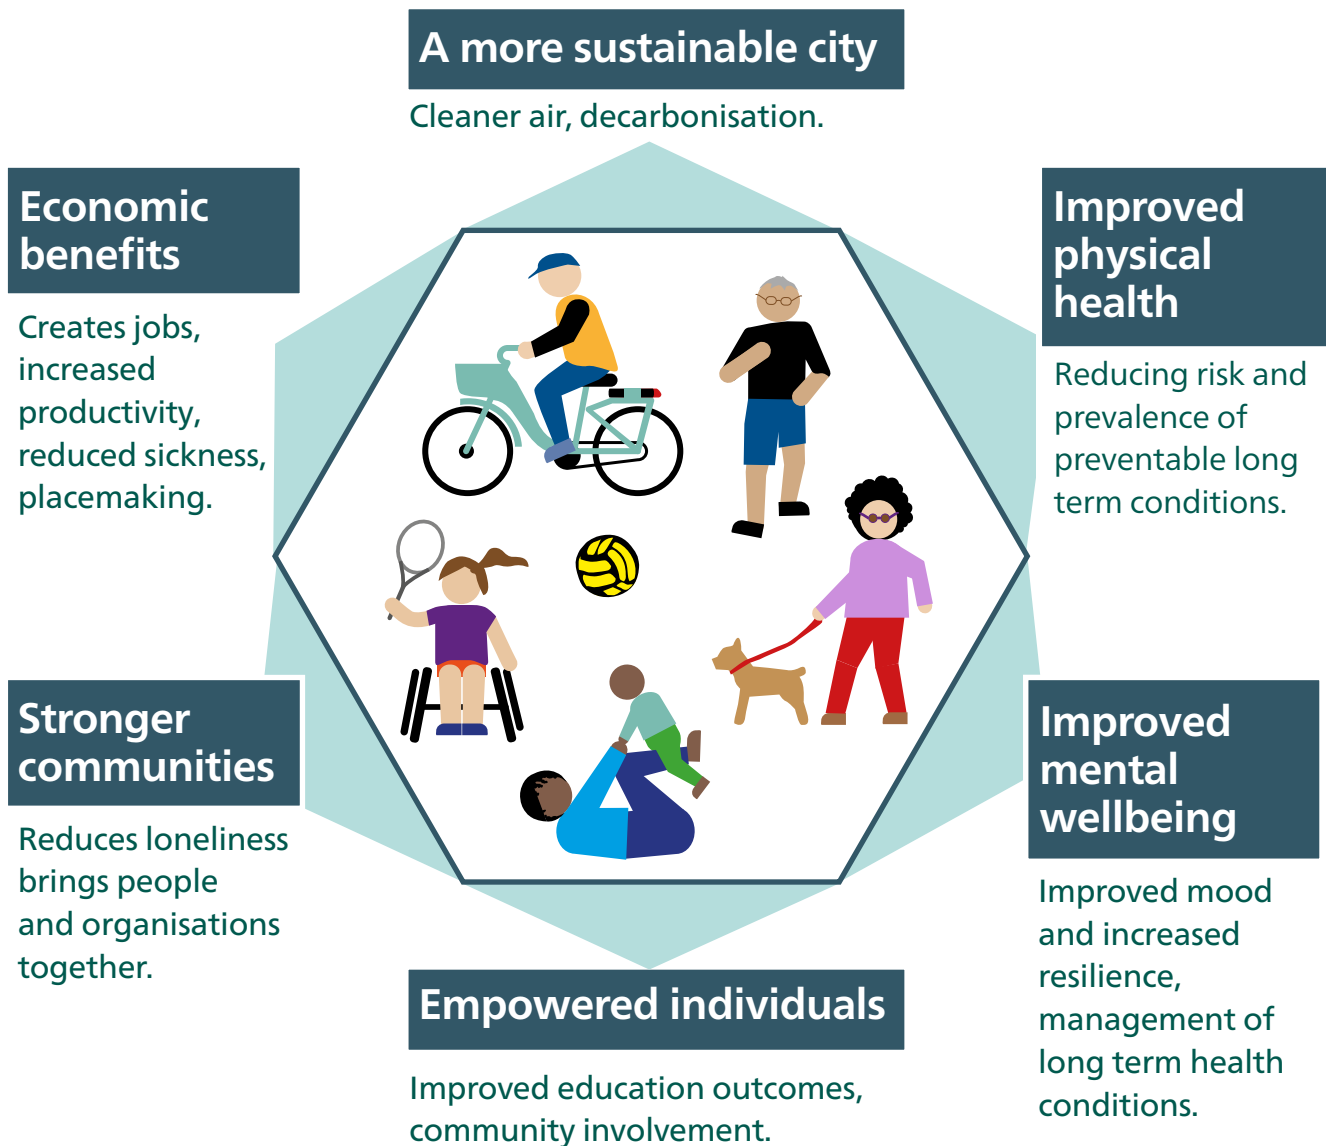 A more sustainable city
Cleaner air, decarbonisation.
Economic
benefits
Creates jobs,
increased
productivity,
reduced sickness,
placemaking.
Improved
physical
health
Reducing risk and
prevalence of
preventable long
term conditions.
Stronger
communities
Reduces loneliness
brings people
and organisations
together.
Improved
mental
wellbeing
Improved mood
and increased
resilience,
management of
long term health
conditions.
Empowered individuals
Improved education outcomes,
community involvement.